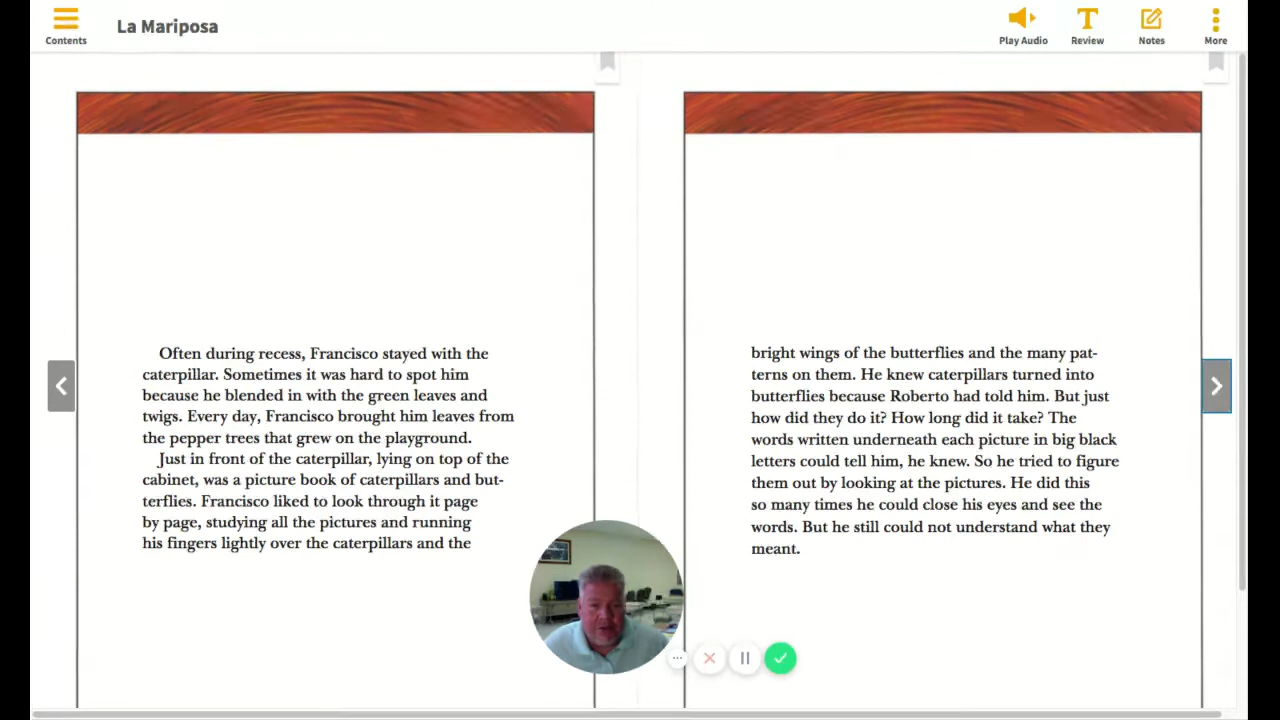 La Mariposa
Contents
Play Audio
Review
Notes
More
Often during recess, Francisco stayed with the
caterpillar. Sometimes it was hard to spot him
because he blended in with the green leaves and
twigs. Every day, Francisco brought him leaves from
the pepper trees that grew on the playground.
Just in front of the caterpillar, lying on top of the
cabinet, was a picture book of caterpillars and but-
terflies. Francisco liked to look through it page
by page, studying all the pictures and running
his fingers lightly over the caterpillars and the
bright wings of the butterflies and the many pat-
terns on them. He knew caterpillars turned into
butterflies because Roberto had told him. But just
how did they do it? How long did it take? The
words written underneath each picture in big black
letters could tell him, he knew. So he tried to figure
them out by looking at the pictures. He did this
so many times he could close his eyes and see the
words. But he still could not understand what they
meant.